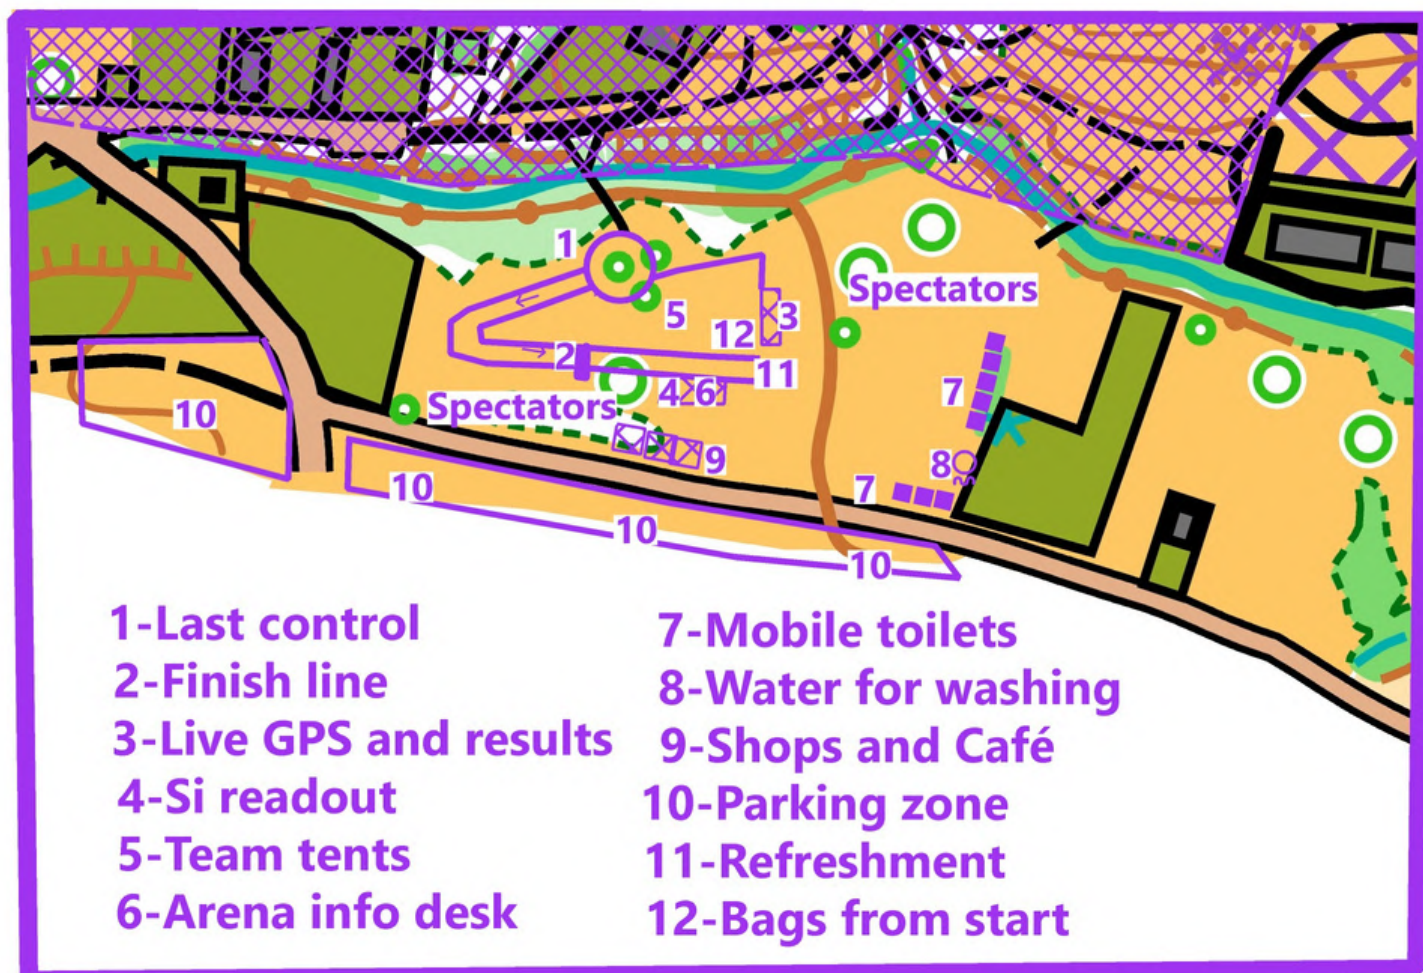 1
Spectators
5
12
3
2
11
4
6
7
Spectators
10
9
8
7
10
10
10
1-Last control
2-Finish line
3-Live GPS and results
4-Si readout
5-Team tents
6-Arena info desk
7-Mobile toilets
8-Water for washing
9-Shops and Café
10-Parking zone
11-Refreshment
12-Bags from start